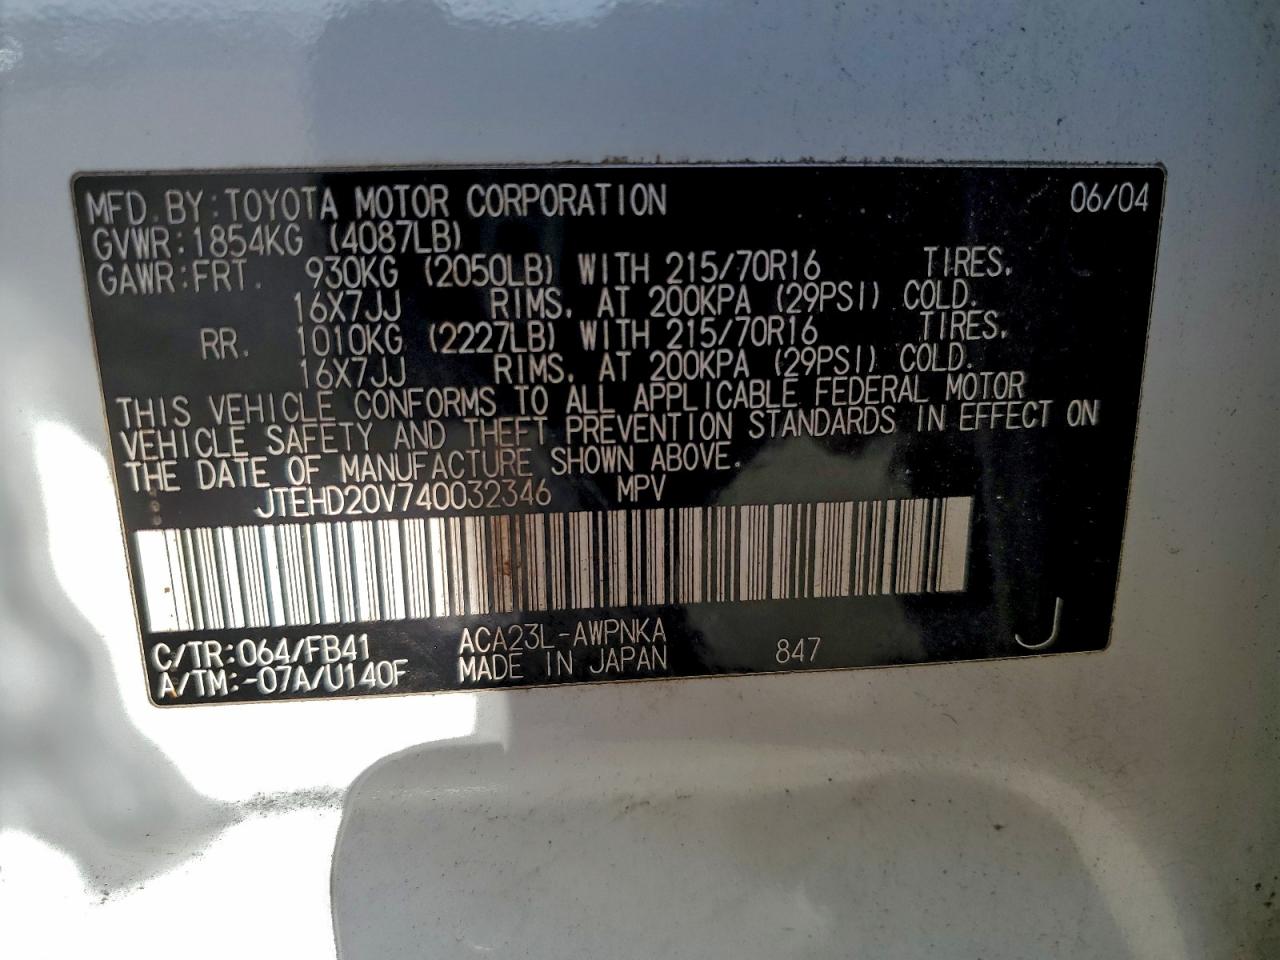 MFD. BY: TOYOTA MOTOR CORPORATION 06/04
GVWR: 1854KG (4087LB)
GAWR: FRT. 930KG (2050LB) WITH 215/70R16 TIRES,
16X7JJ RIMS, AT 200KPA (29PSI) COLD.
RR. 1010KG (2227LB) WITH 215/70R16 TIRES,
16X7JJ RIMS, AT 200KPA (29PSI) COLD.
THIS VEHICLE CONFORMS TO ALL APPLICABLE FEDERAL MOTOR
VEHICLE SAFETY AND THEFT PREVENTION STANDARDS IN EFFECT ON
THE DATE OF MANUFACTURE SHOWN ABOVE.
JTEHD20V740032346 MPV
C/TR: 064/FB41 ACA23L-AWPNKA 847 J
A/TM: -07A/U140F MADE IN JAPAN